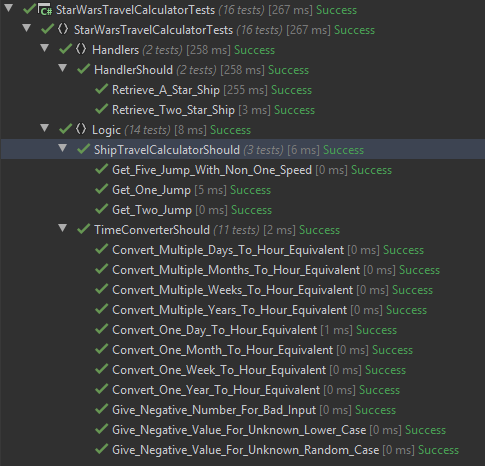 C# StarWarsTravelCalculatorTests (16 tests) [267 ms] Success
{} StarWarsTravelCalculatorTests (16 tests) [267 ms] Success
{} Handlers (2 tests) [258 ms] Success
HandlerShould (2 tests) [258 ms] Success
Retrieve_A_Star_Ship [255 ms] Success
Retrieve_Two_Star_Ship [3 ms] Success
{} Logic (14 tests) [8 ms] Success
ShipTravelCalculatorShould (3 tests) [6 ms] Success
Get_Five_Jump_With_Non_One_Speed [0 ms] Success
Get_One_Jump [5 ms] Success
Get_Two_Jump [0 ms] Success
TimeConverterShould (11 tests) [2 ms] Success
Convert_Multiple_Days_To_Hour_Equivalent [0 ms] Success
Convert_Multiple_Months_To_Hour_Equivalent [0 ms] Success
Convert_Multiple_Weeks_To_Hour_Equivalent [0 ms] Success
Convert_Multiple_Years_To_Hour_Equivalent [0 ms] Success
Convert_One_Day_To_Hour_Equivalent [1 ms] Success
Convert_One_Month_To_Hour_Equivalent [0 ms] Success
Convert_One_Week_To_Hour_Equivalent [0 ms] Success
Convert_One_Year_To_Hour_Equivalent [0 ms] Success
Give_Negative_Number_For_Bad_Input [0 ms] Success
Give_Negative_Value_For_Unknown_Lower_Case [0 ms] Success
Give_Negative_Value_For_Unknown_Random_Case [0 ms] Success